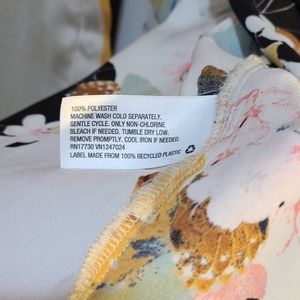 100% POLYESTER
MACHINE WASH COLD SEPARATELY.
GENTLE CYCLE. ONLY NON-CHLORINE
BLEACH IF NEEDED. TUMBLE DRY LOW.
REMOVE PROMPTLY. COOL IRON IF NEEDED.
RN17730 VN1247024
LABEL MADE FROM 100% RECYCLED PLASTIC